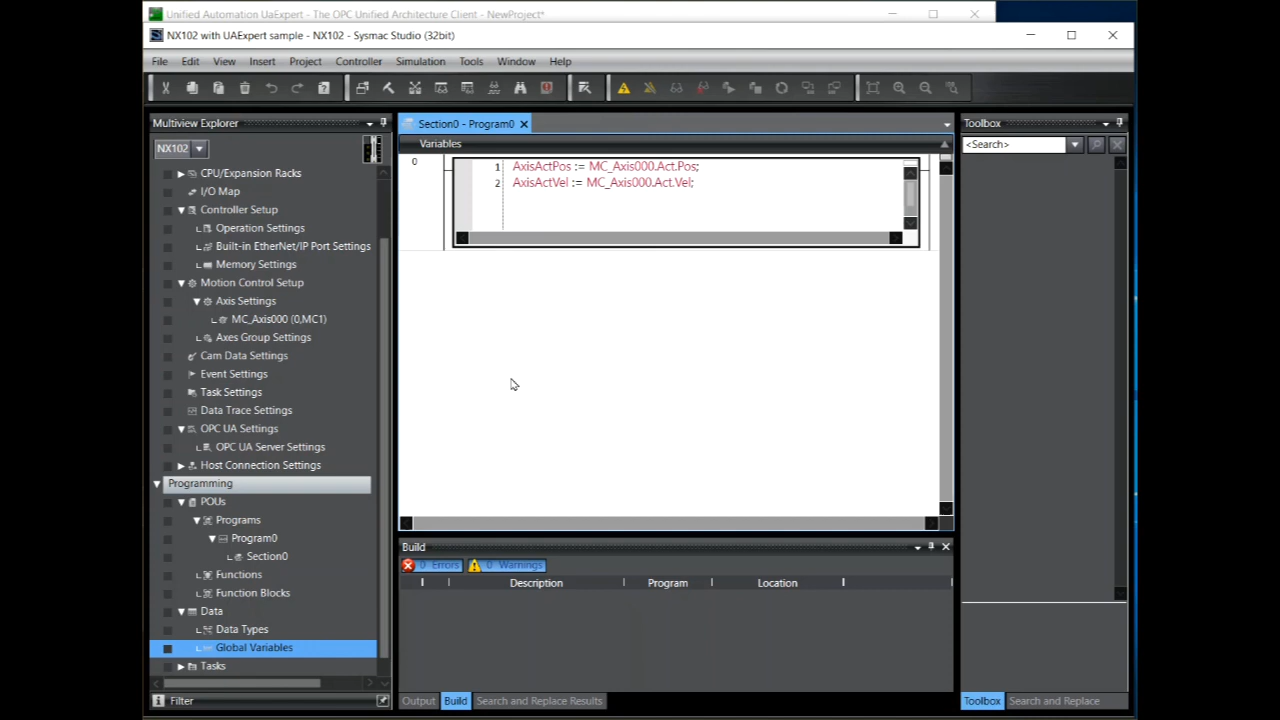 Unified Automation UaExpert - The OPC Unified Architecture Client - NewProject*
NX102 with UAExpert sample - NX102 - Sysmac Studio (32bit)
File Edit View Insert Project Controller Simulation Tools Window Help
Multiview Explorer
NX102
CPU/Expansion Racks
I/O Map
Controller Setup
Operation Settings
Built-in EtherNet/IP Port Settings
Memory Settings
Motion Control Setup
Axis Settings
MC_Axis000 (0,MC1)
Axes Group Settings
Cam Data Settings
Event Settings
Task Settings
Data Trace Settings
OPC UA Settings
OPC UA Server Settings
Host Connection Settings
Programming
POUs
Programs
Program0
Section0
Functions
Function Blocks
Data
Data Types
Global Variables
Tasks
Filter
Section0 - Program0
Variables
0
1 AxisActPos := MC_Axis000.Act.Pos;
2 AxisActVel := MC_Axis000.Act.Vel;
Build
0 Errors 0 Warnings
Description Program Location
Output Build Search and Replace Results
Toolbox
<Search>
Toolbox Search and Replace